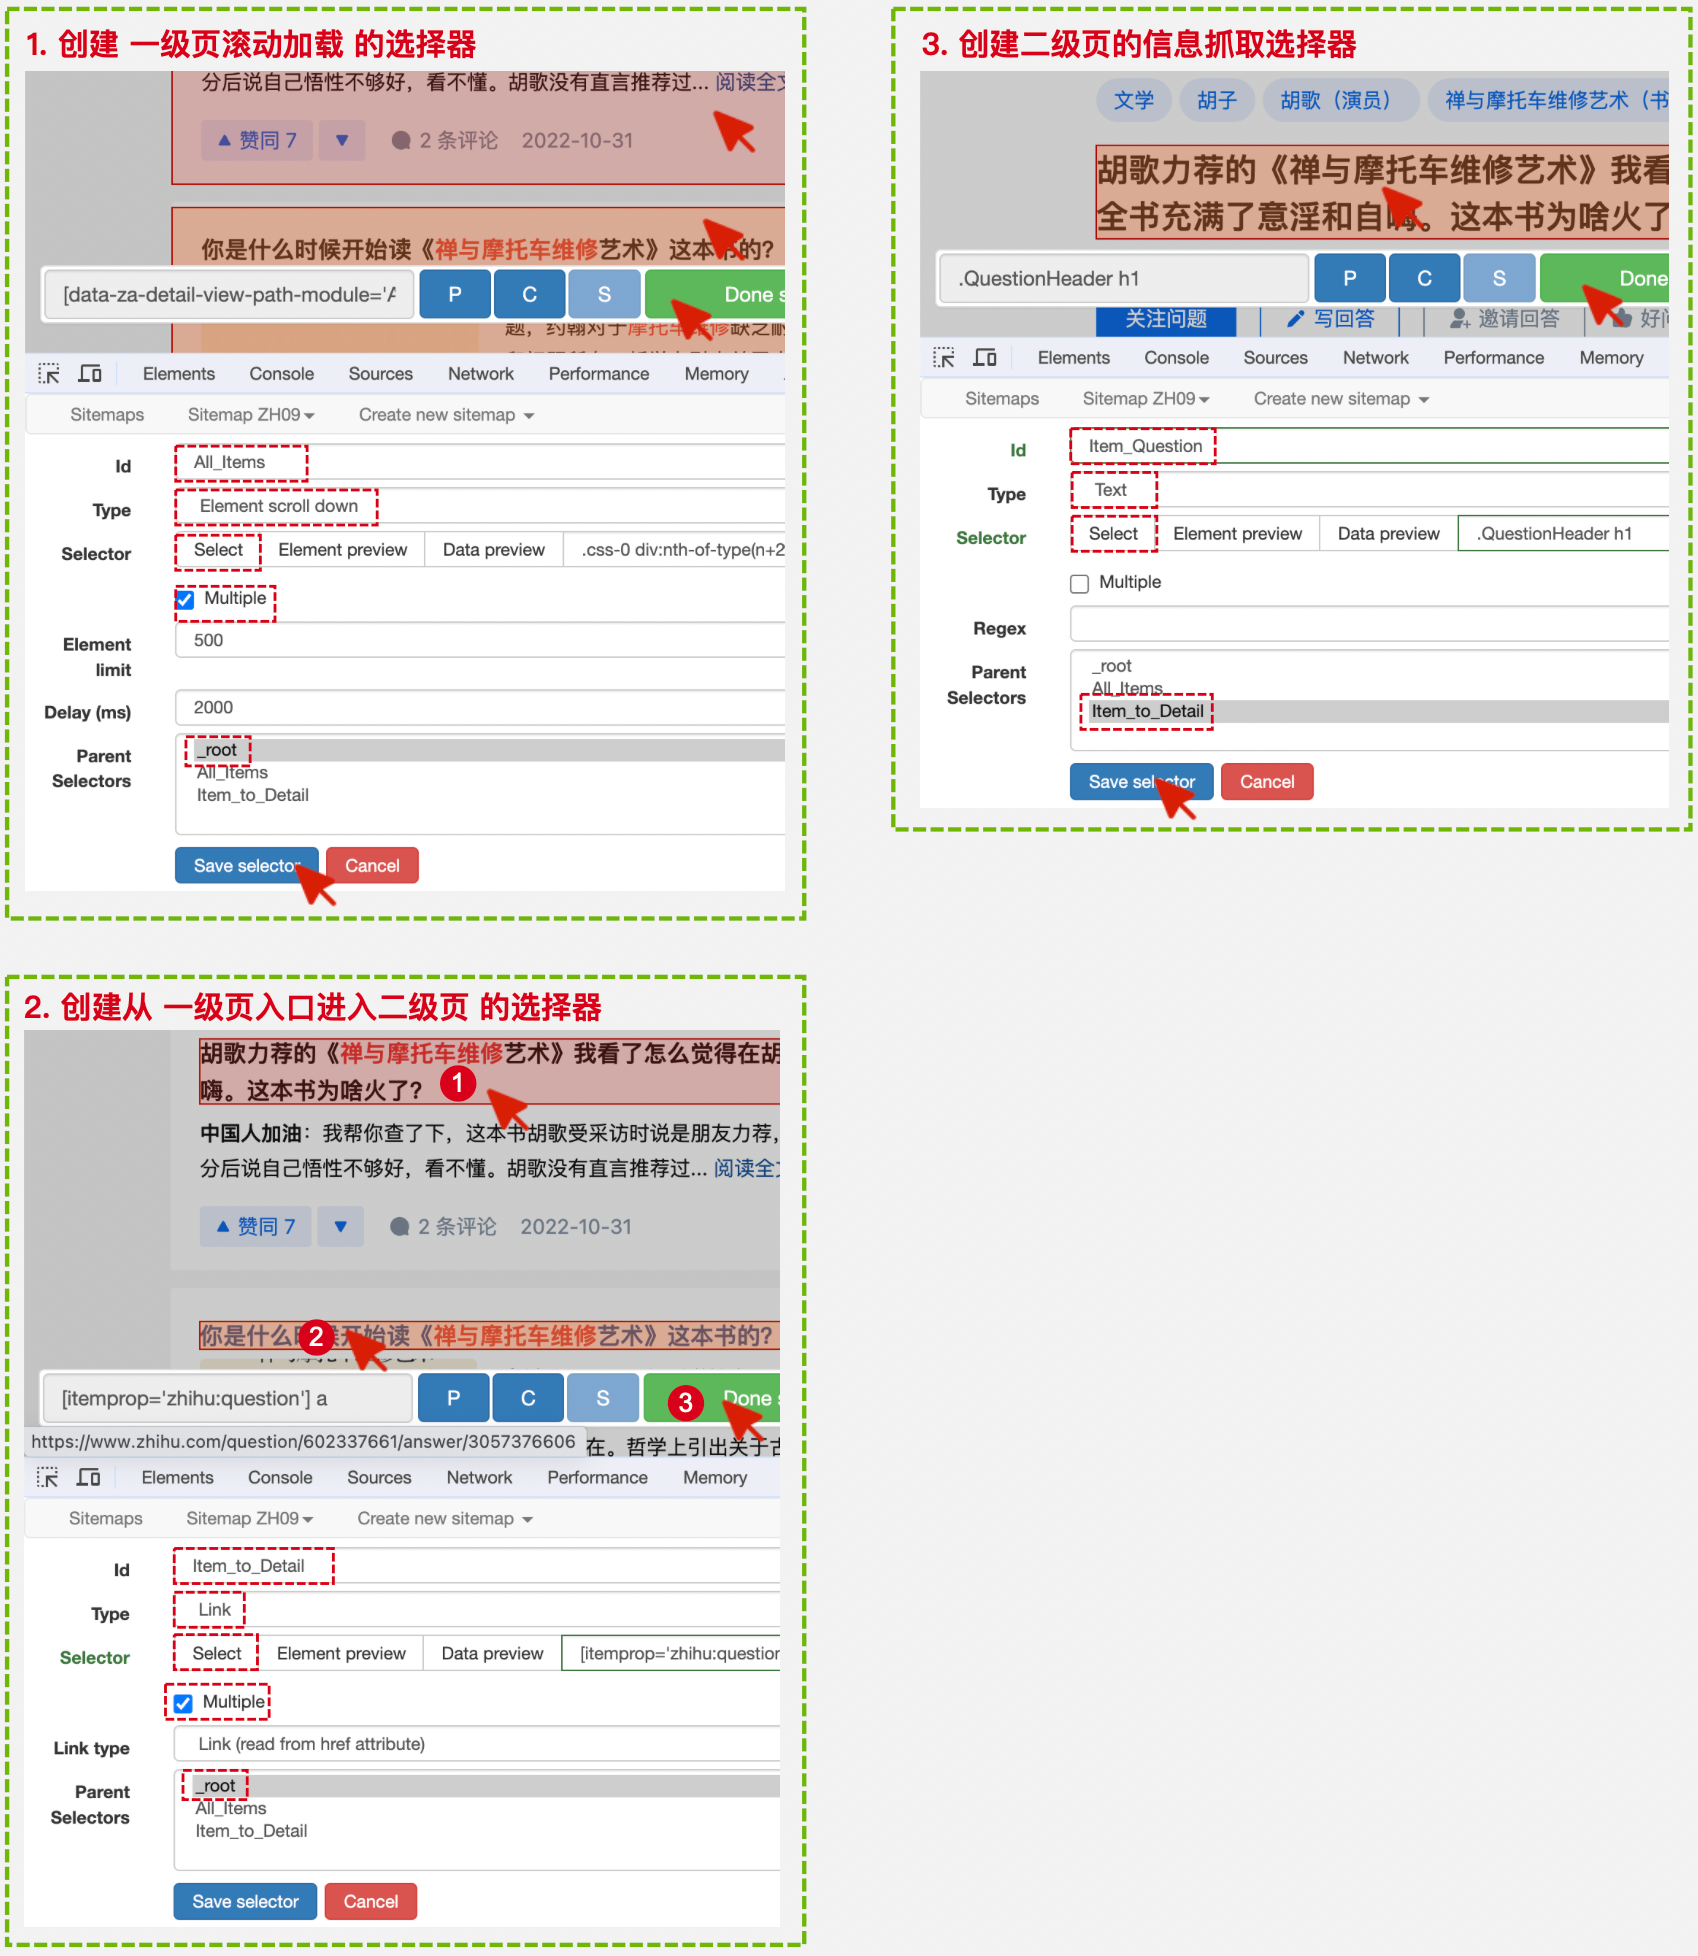 1. 创建 一级页滚动加载 的选择器
分后说自己悟性不够好，看不懂。胡歌没有直言推荐过... 阅读全
赞同 7
2 条评论
2022-10-31
你是什么时候开始读《禅与摩托车维修艺术》这本书的？
[data-za-detail-view-path-module='A
P
C
S
Done s
题，约翰对于摩托车维修缺乏耐
Elements
Console
Sources
Network
Performance
Memory
Sitemaps
Sitemap ZH09
Create new sitemap
Id
All_Items
Type
Element scroll down
Selector
Select
Element preview
Data preview
.css-0 div:nth-of-type(n+2
Multiple
Element limit
500
Delay (ms)
2000
Parent Selectors
_root
All_Items
Item_to_Detail
Save selector
Cancel
2. 创建从 一级页入口进入二级页 的选择器
胡歌力荐的《禅与摩托车维修艺术》我看了怎么觉得在胡
嗨。这本书为啥火了？
1
中国人加油：我帮你查了下，这本书胡歌受采访时说是朋友力荐，
分后说自己悟性不够好，看不懂。胡歌没有直言推荐过... 阅读全
赞同 7
2 条评论
2022-10-31
你是什么时候开始读《禅与摩托车维修艺术》这本书的？
2
[itemprop='zhihu:question'] a
P
C
S
3
Done s
https://www.zhihu.com/question/602337661/answer/3057376606
在。哲学上引出关于古
Elements
Console
Sources
Network
Performance
Memory
Sitemaps
Sitemap ZH09
Create new sitemap
Id
Item_to_Detail
Type
Link
Selector
Select
Element preview
Data preview
[itemprop='zhihu:question
Multiple
Link type
Link (read from href attribute)
Parent Selectors
_root
All_Items
Item_to_Detail
Save selector
Cancel
3. 创建二级页的信息抓取选择器
文学
胡子
胡歌（演员）
禅与摩托车维修艺术（书
胡歌力荐的《禅与摩托车维修艺术》我看
全书充满了意淫和自嗨。这本书为啥火了
.QuestionHeader h1
P
C
S
Done
关注问题
写回答
邀请回答
好问
Elements
Console
Sources
Network
Performance
Memory
Sitemaps
Sitemap ZH09
Create new sitemap
Id
Item_Question
Type
Text
Selector
Select
Element preview
Data preview
.QuestionHeader h1
Multiple
Regex
Parent Selectors
_root
All_Items
Item_to_Detail
Save selector
Cancel